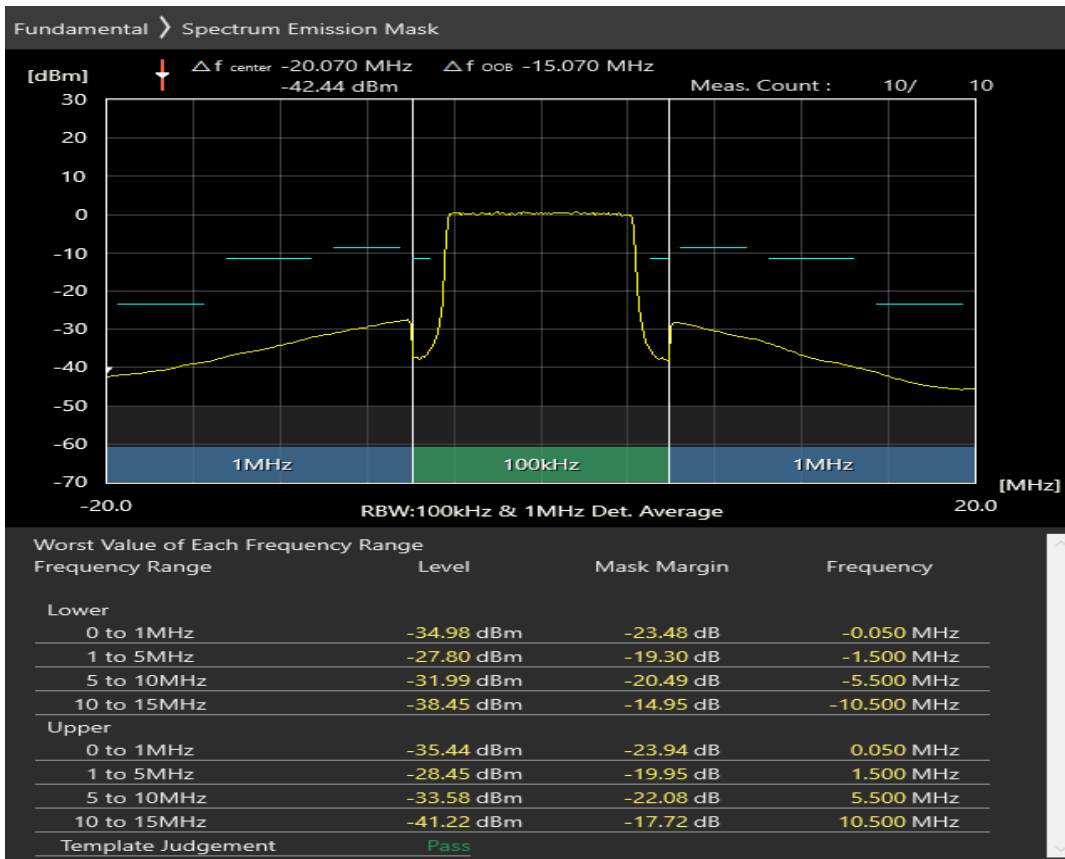 Fundamental ❯ Spectrum Emission Mask
△f center -20.070 MHz △f OOB -15.070 MHz
[dBm]
-42.44 dBm Meas. Count : 10/ 10
30
20
10
0
-10
-20
-30
-40
-50
-60
1MHz 100kHz 1MHz
-70
[MHz]
-20.0 RBW:100kHz & 1MHz Det. Average 20.0
Worst Value of Each Frequency Range
Frequency Range Level Mask Margin Frequency
Lower
0 to 1MHz -34.98 dBm -23.48 dB -0.050 MHz
1 to 5MHz -27.80 dBm -19.30 dB -1.500 MHz
5 to 10MHz -31.99 dBm -20.49 dB -5.500 MHz
10 to 15MHz -38.45 dBm -14.95 dB -10.500 MHz
Upper
0 to 1MHz -35.44 dBm -23.94 dB 0.050 MHz
1 to 5MHz -28.45 dBm -19.95 dB 1.500 MHz
5 to 10MHz -33.58 dBm -22.08 dB 5.500 MHz
10 to 15MHz -41.22 dBm -17.72 dB 10.500 MHz
Template Judgement Pass